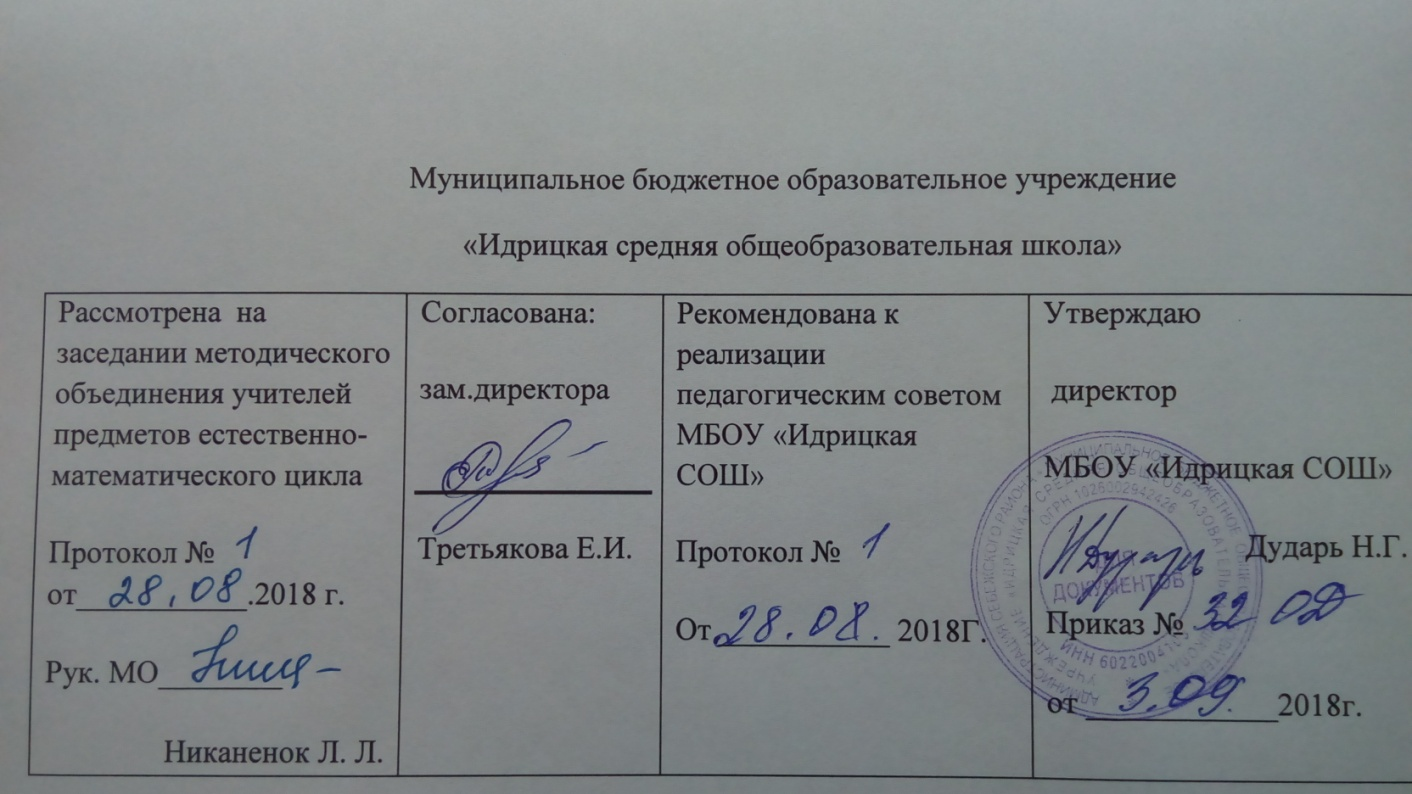 Муниципальное бюджетное образовательное учреждение
«Идрицкая средняя общеобразовательная школа»
Рассмотрена на
заседании методического
объединения учителей
предметов естественно-
математического цикла
Протокол № 1
от 28.08 .2018 г.
Рук. МО
Никаненок Л. Л.
Согласована:
зам.директора
Третьякова Е.И.
Рекомендована к
реализации
педагогическим советом
МБОУ «Идрицкая
СОШ»
Протокол № 1
От 28.08. 2018Г.
Утверждаю
директор
МБОУ «Идрицкая СОШ»
Дударь Н.Г.
Приказ № 32 ОД
от 3.09. 2018г.
ОГРН 1026002942426
ДОКУМЕНТОВ